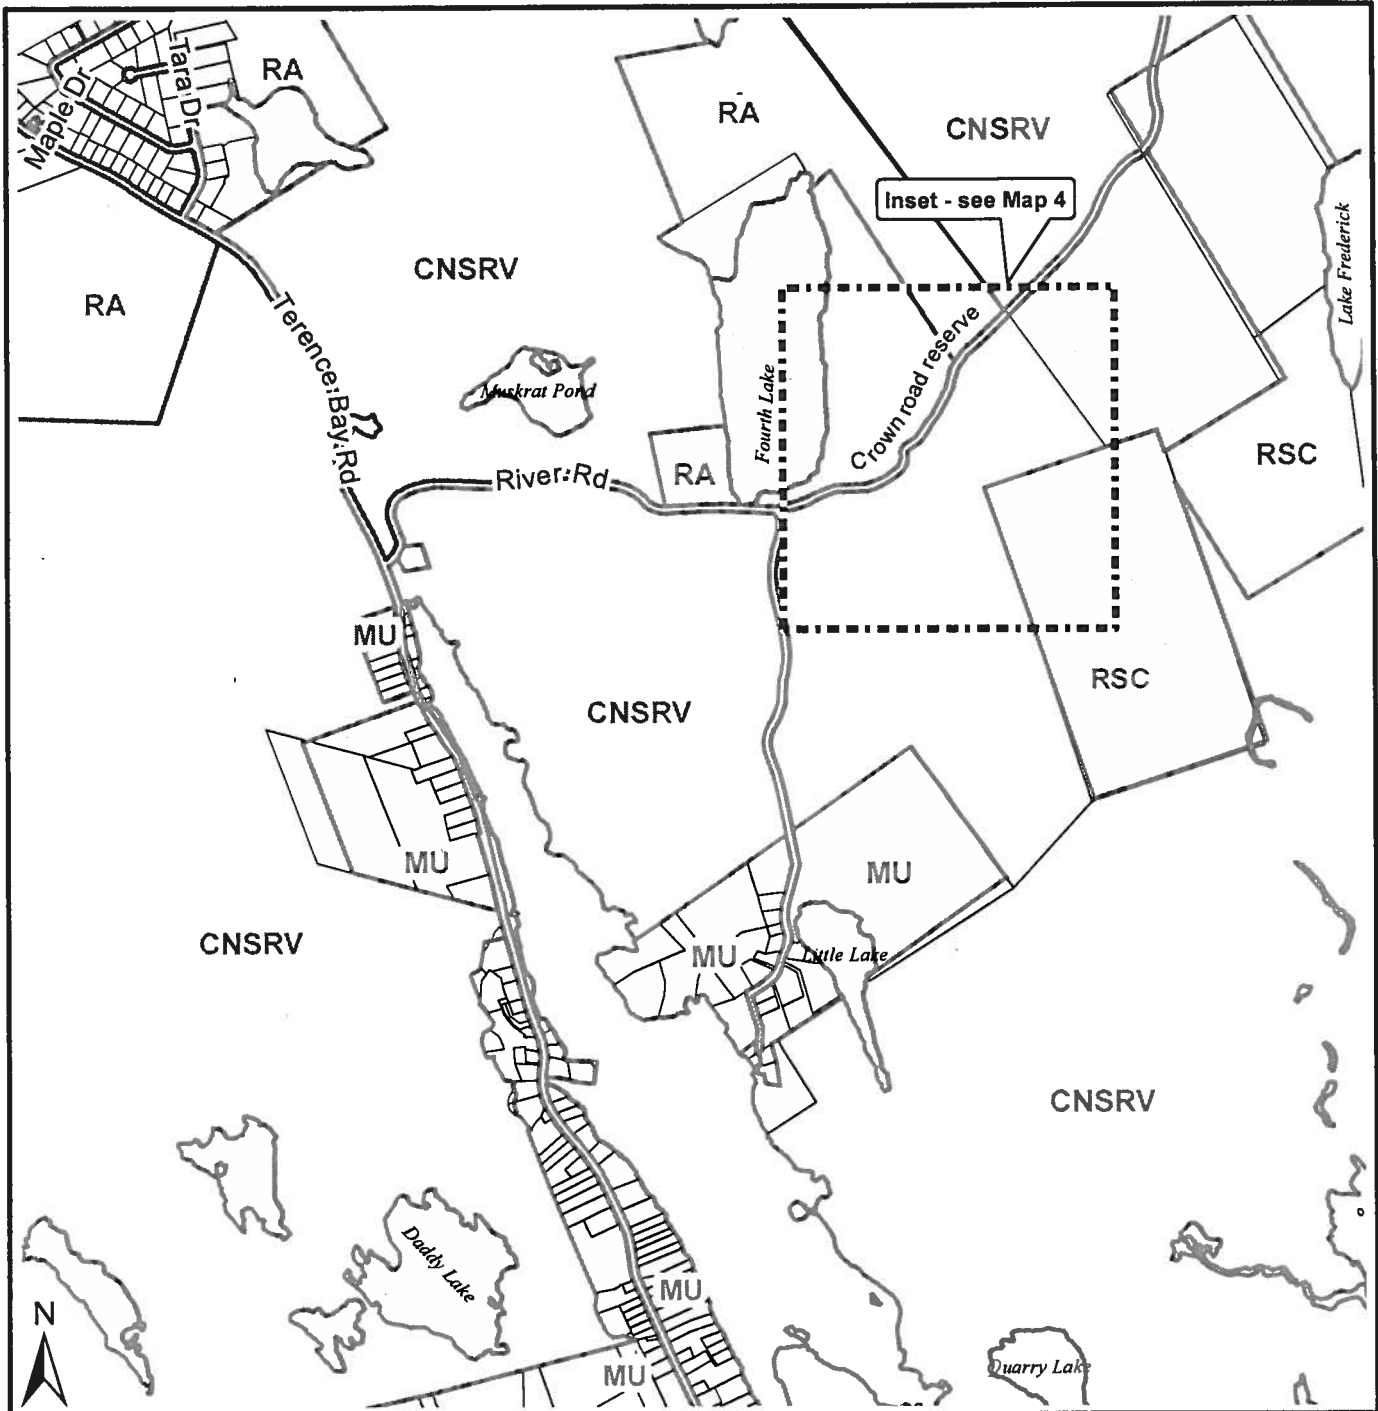 RA
Tara Dr
Maple Dr
RA
CNSRV
Inset - see Map 4
Lake Frederick
CNSRV
RA
Terence Bay Rd
Crown road reserve
Muskrat Pond
Fourth Lake
RSC
RA
River Rd
MU
RSC
CNSRV
MU
MU
CNSRV
MU
Little Lake
CNSRV
Daddy Lake
MU
N
Quarry Lake
MU